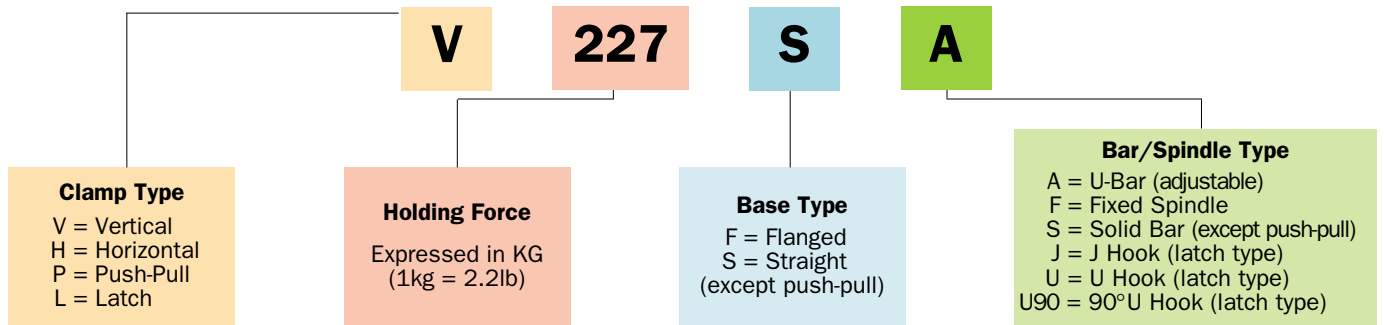 V 227 S A
Clamp Type
V = Vertical
H = Horizontal
P = Push-Pull
L = Latch
Holding Force
Expressed in KG
(1kg = 2.2lb)
Base Type
F = Flanged
S = Straight
(except push-pull)
Bar/Spindle Type
A = U-Bar (adjustable)
F = Fixed Spindle
S = Solid Bar (except push-pull)
J = J Hook (latch type)
U = U Hook (latch type)
U90 = 90°U Hook (latch type)